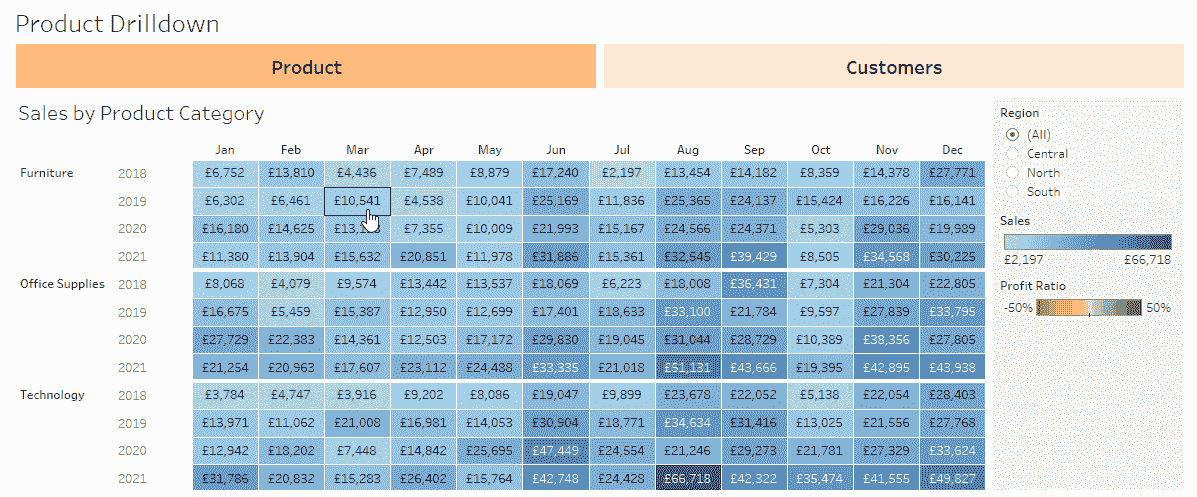 Product Drilldown
Product Customers
Sales by Product Category
Region
(All)
Central
North
South
Sales
£2,197 £66,718
Profit Ratio
-50% 50%
Jan Feb Mar Apr May Jun Jul Aug Sep Oct Nov Dec
Furniture 2018 £6,752 £13,810 £4,436 £7,489 £8,879 £17,240 £2,197 £13,454 £14,182 £8,359 £14,378 £27,771
2019 £6,302 £6,461 £10,541 £4,538 £10,041 £25,169 £11,836 £25,365 £24,137 £15,424 £16,226 £16,141
2020 £16,180 £14,625 £7,355 £10,009 £21,993 £15,167 £24,566 £24,371 £5,303 £29,036 £19,989
2021 £11,380 £13,904 £15,632 £20,851 £11,978 £31,886 £15,361 £32,545 £39,429 £8,505 £34,568 £30,225
Office Supplies 2018 £8,068 £4,079 £9,574 £13,442 £13,537 £18,069 £6,223 £18,008 £36,431 £7,304 £21,304 £22,805
2019 £16,675 £5,459 £15,387 £12,950 £12,699 £17,401 £18,633 £33,100 £21,784 £9,597 £27,839 £33,795
2020 £27,729 £22,383 £14,361 £12,503 £17,172 £29,830 £19,045 £31,044 £28,729 £10,389 £38,356 £27,805
2021 £21,254 £20,963 £17,607 £23,112 £24,488 £33,335 £21,018 £51,131 £43,666 £19,395 £42,895 £43,938
Technology 2018 £3,784 £4,747 £3,916 £9,202 £8,086 £19,047 £9,899 £23,678 £22,052 £5,138 £22,054 £28,403
2019 £13,971 £11,062 £21,008 £16,981 £14,053 £30,904 £18,771 £34,634 £31,416 £13,025 £21,556 £27,768
2020 £12,942 £18,202 £7,448 £14,842 £25,695 £47,449 £24,554 £21,246 £29,273 £21,781 £27,329 £33,624
2021 £31,786 £20,832 £15,283 £26,402 £15,764 £42,748 £24,428 £66,718 £42,322 £35,474 £41,555 £49,827